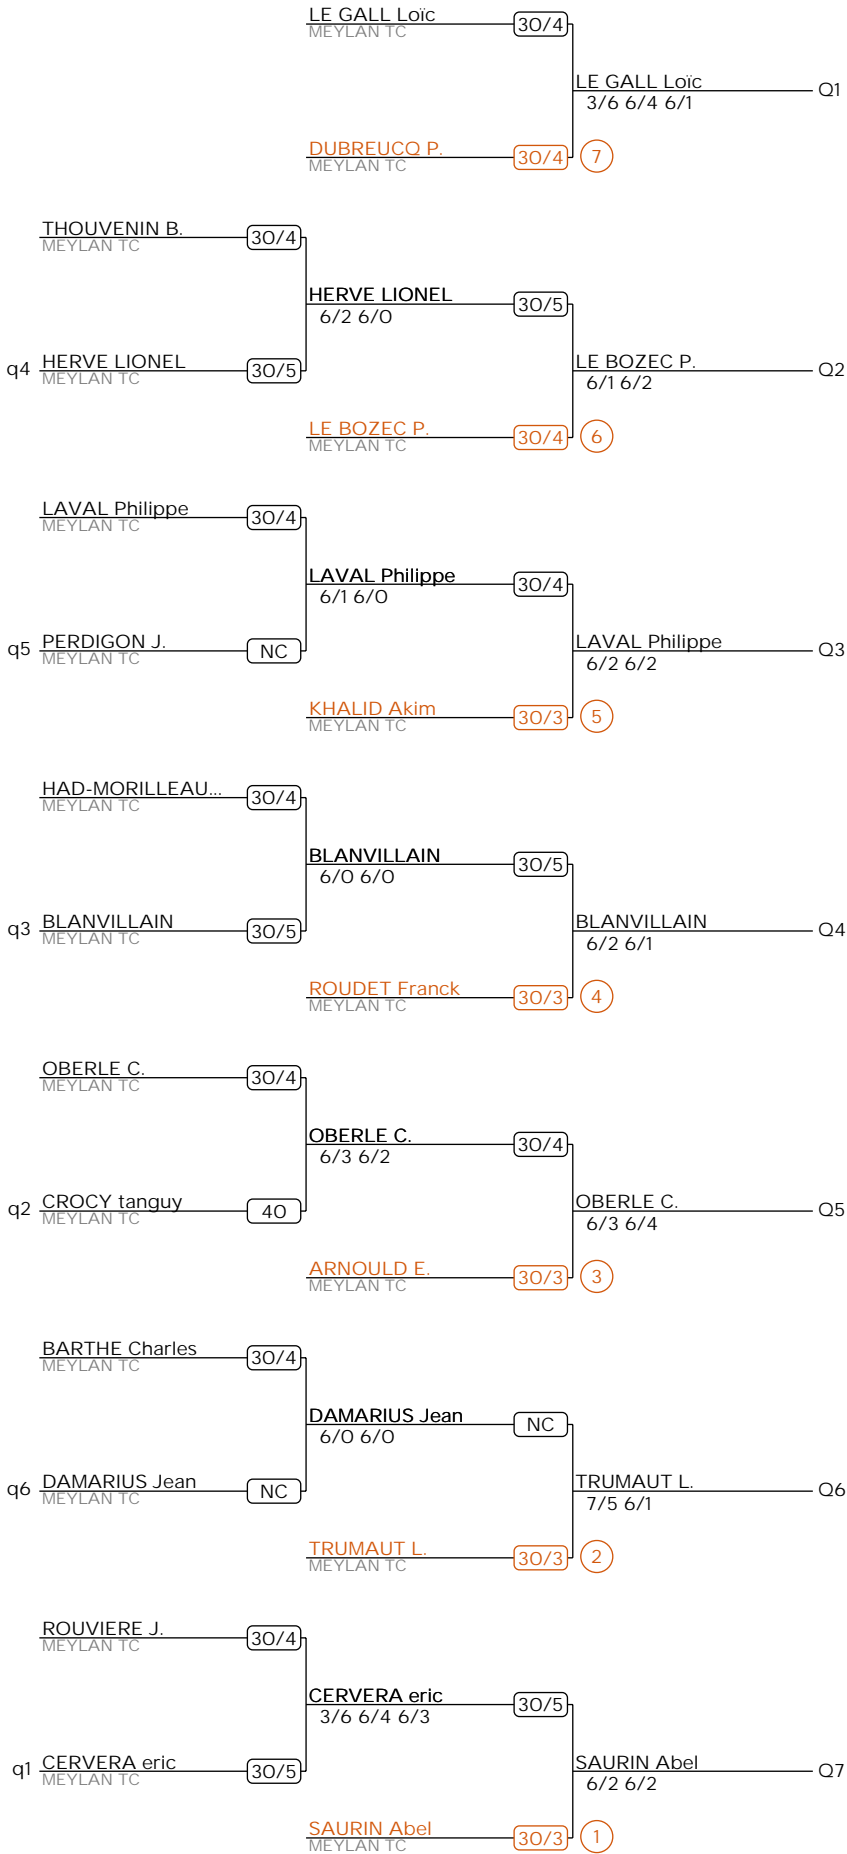 LE GALL Loïc
MEYLAN TC
30/4
LE GALL Loïc
3/6 6/4 6/1
Q1
DUBREUCQ P.
MEYLAN TC
30/4
7
THOUVENIN B.
MEYLAN TC
30/4
HERVE LIONEL
6/2 6/0
30/5
q4
HERVE LIONEL
MEYLAN TC
30/5
LE BOZEC P.
6/1 6/2
Q2
LE BOZEC P.
MEYLAN TC
30/4
6
LAVAL Philippe
MEYLAN TC
30/4
LAVAL Philippe
6/1 6/0
30/4
q5
PERDIGON J.
MEYLAN TC
NC
LAVAL Philippe
6/2 6/2
Q3
KHALID Akim
MEYLAN TC
30/3
5
HAD-MORILLEAU...
MEYLAN TC
30/4
BLANVILLAIN
6/0 6/0
30/5
q3
BLANVILLAIN
MEYLAN TC
30/5
BLANVILLAIN
6/2 6/1
Q4
ROUDET Franck
MEYLAN TC
30/3
4
OBERLE C.
MEYLAN TC
30/4
OBERLE C.
6/3 6/2
30/4
q2
CROCY tanguy
MEYLAN TC
40
OBERLE C.
6/3 6/4
Q5
ARNOULD E.
MEYLAN TC
30/3
3
BARTHE Charles
MEYLAN TC
30/4
DAMARIUS Jean
6/0 6/0
NC
q6
DAMARIUS Jean
MEYLAN TC
NC
TRUMAUT L.
7/5 6/1
Q6
TRUMAUT L.
MEYLAN TC
30/3
2
ROUVIERE J.
MEYLAN TC
30/4
CERVERA eric
3/6 6/4 6/3
30/5
q1
CERVERA eric
MEYLAN TC
30/5
SAURIN Abel
6/2 6/2
Q7
SAURIN Abel
MEYLAN TC
30/3
1